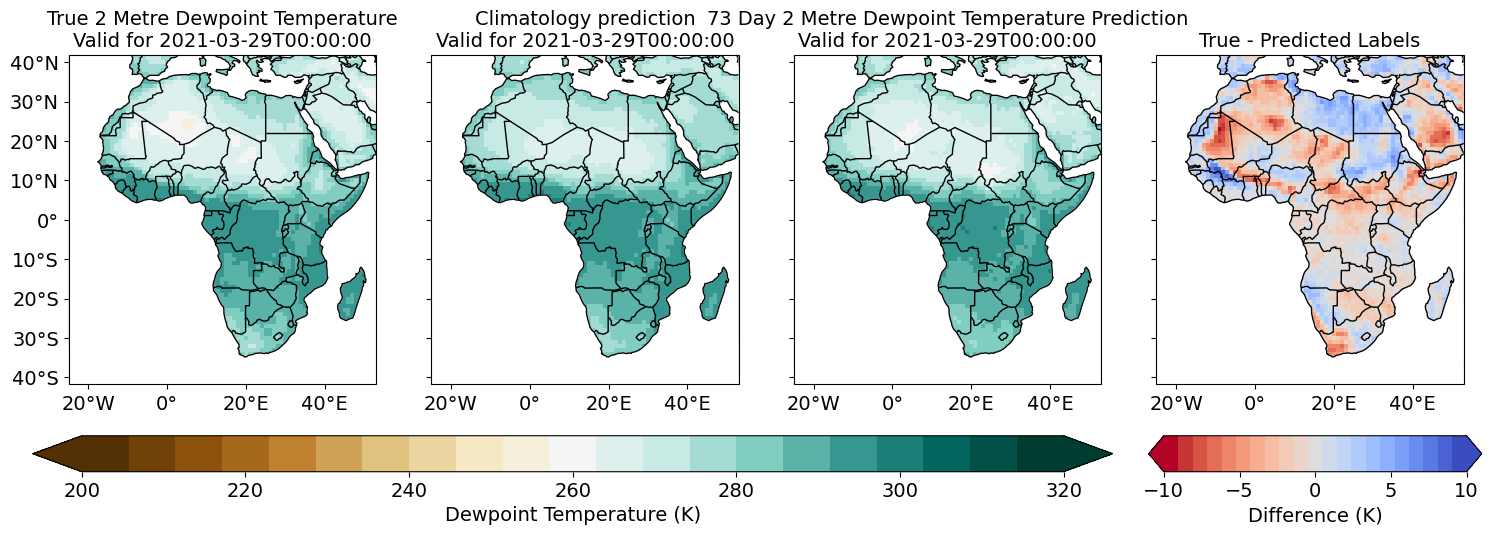 True 2 Metre Dewpoint Temperature
Valid for 2021-03-29T00:00:00
Climatology prediction  73 Day 2 Metre Dewpoint Temperature Prediction
Valid for 2021-03-29T00:00:00
Valid for 2021-03-29T00:00:00
True - Predicted Labels
40°N
30°N
20°N
10°N
0°
10°S
20°S
30°S
40°S
20°W 0° 20°E 40°E
20°W 0° 20°E 40°E
20°W 0° 20°E 40°E
20°W 0° 20°E 40°E
200 220 240 260 280 300 320
Dewpoint Temperature (K)
−10 −5 0 5 10
Difference (K)